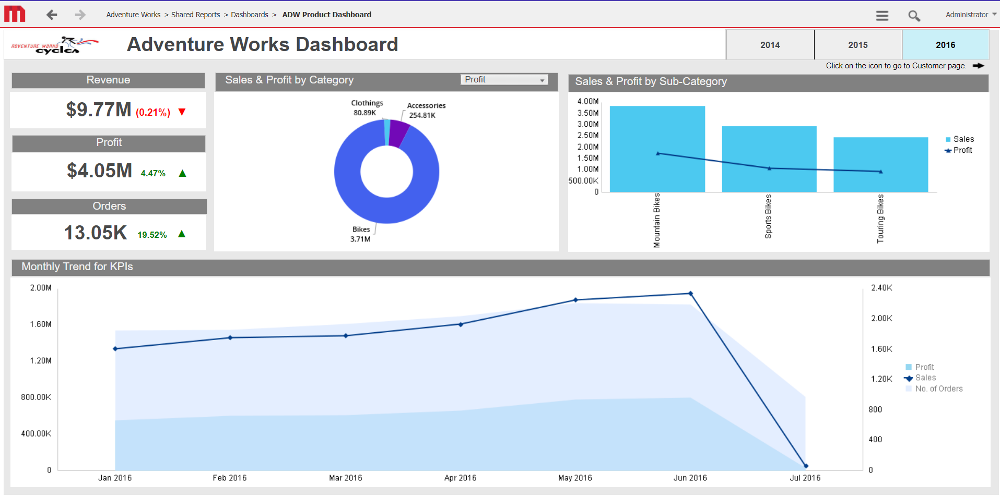 Adventure Works > Shared Reports > Dashboards > ADW Product Dashboard
Administrator
ADVENTURE WORKS
cycles
Adventure Works Dashboard
2014
2015
2016
Click on the icon to go to Customer page.
Revenue
$9.77M (0.21%)
Profit
$4.05M 4.47%
Orders
13.05K 19.52%
Sales & Profit by Category
Profit
Clothings
80.89K
Accessories
254.81K
Bikes
3.71M
Sales & Profit by Sub-Category
4.00M
3.50M
3.00M
2.50M
2.00M
1.50M
1.00M
500.00K
0
Mountain Bikes
Sports Bikes
Touring Bikes
Sales
Profit
Monthly Trend for KPIs
2.00M
1.60M
1.20M
800.00K
400.00K
0
Jan 2016
Feb 2016
Mar 2016
Apr 2016
May 2016
Jun 2016
Jul 2016
2.40K
2.00K
1.60K
1.20K
800
400
0
Profit
Sales
No. of Orders